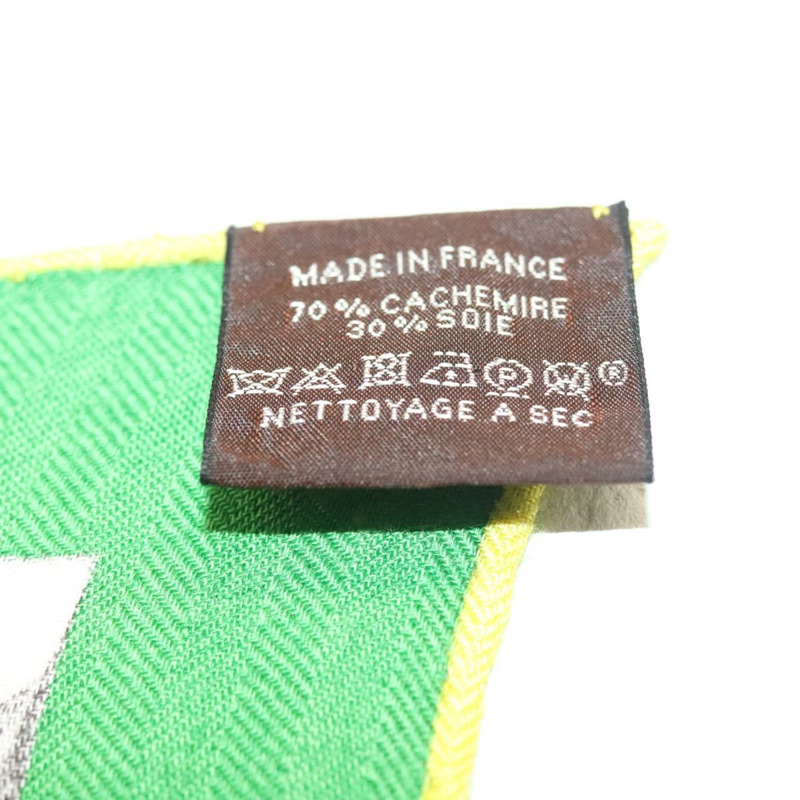 MADE IN FRANCE
70 % CACHEMIRE
30 % SOIE
P W ®
NETTOYAGE A SEC